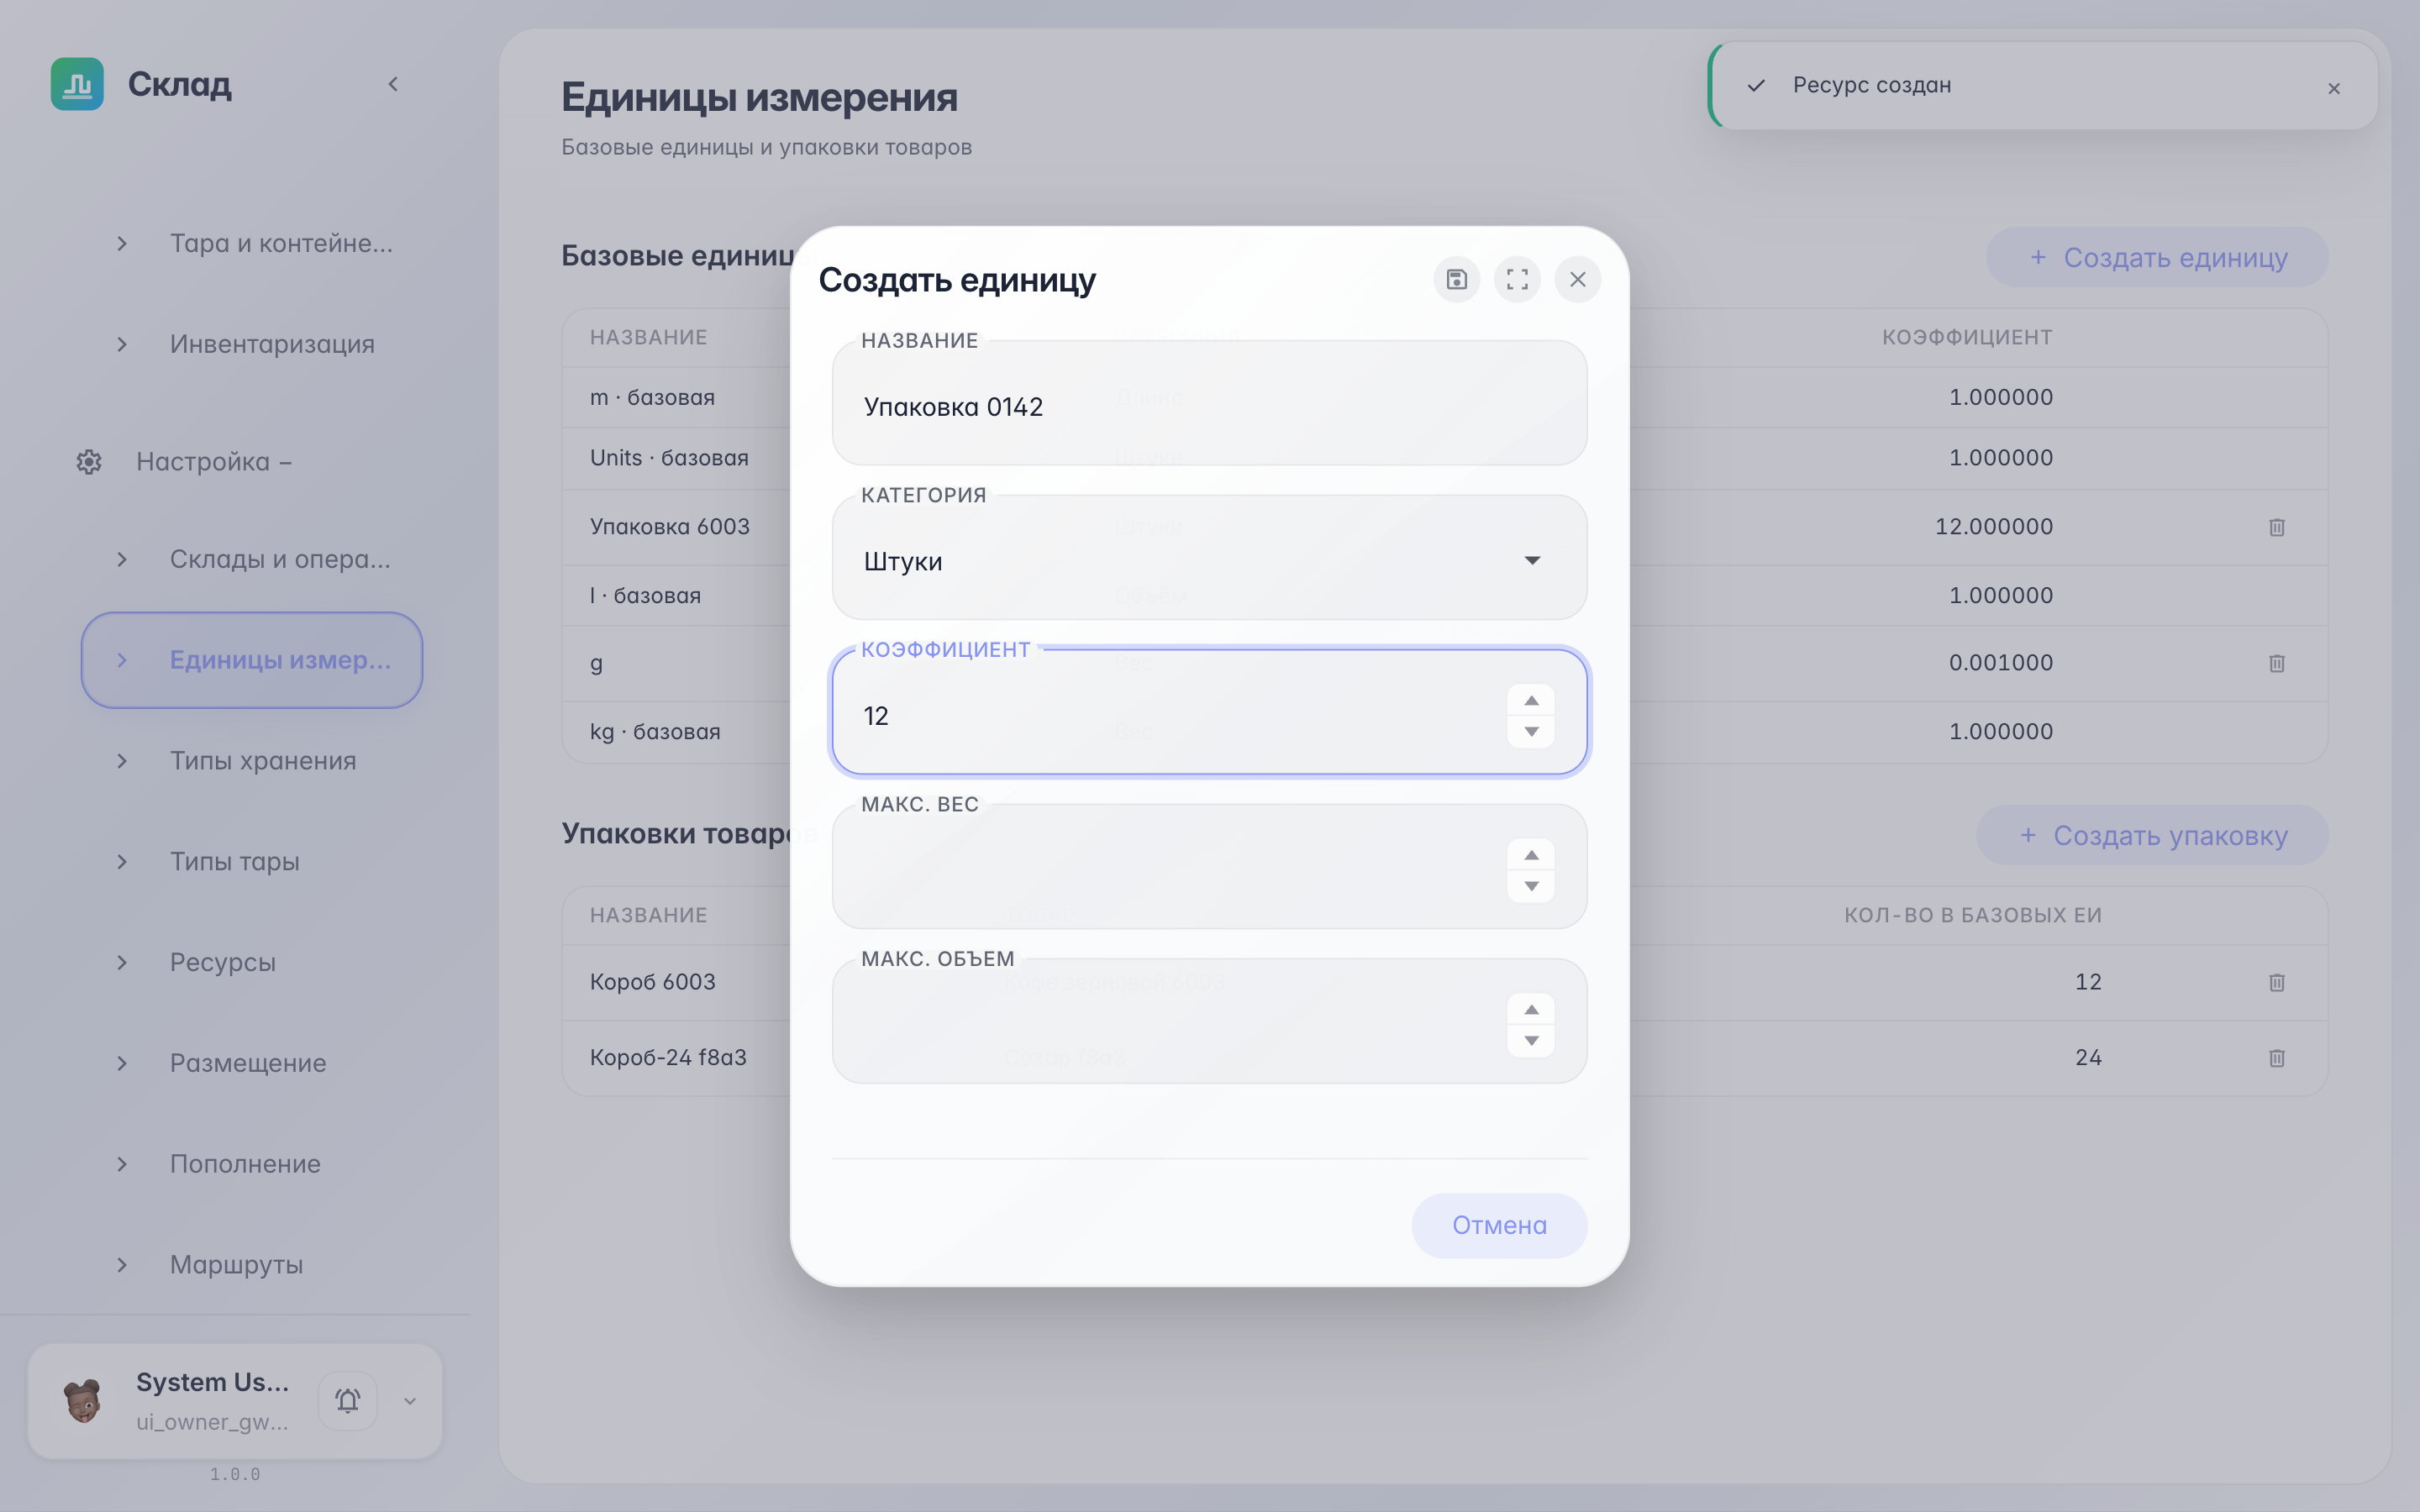 Склад
Тара и контейне...
Инвентаризация
Настройка –
Склады и опера...
Единицы измер...
Типы хранения
Типы тары
Ресурсы
Размещение
Пополнение
Маршруты
System Us...
ui_owner_gw...
1.0.0
Единицы измерения
Базовые единицы и упаковки товаров
Ресурс создан
Базовые единиц
+ Создать единицу
НАЗВАНИЕ
КОЭФФИЦИЕНТ
m · базовая
1.000000
Units · базовая
1.000000
Упаковка 6003
12.000000
l · базовая
1.000000
g
0.001000
kg · базовая
1.000000
Упаковки товаров
+ Создать упаковку
НАЗВАНИЕ
КОЛ-ВО В БАЗОВЫХ ЕИ
Короб 6003
12
Короб-24 f8a3
24
Создать единицу
НАЗВАНИЕ
Упаковка 0142
КАТЕГОРИЯ
Штуки
КОЭФФИЦИЕНТ
12
МАКС. ВЕС
МАКС. ОБЪЕМ
Отмена